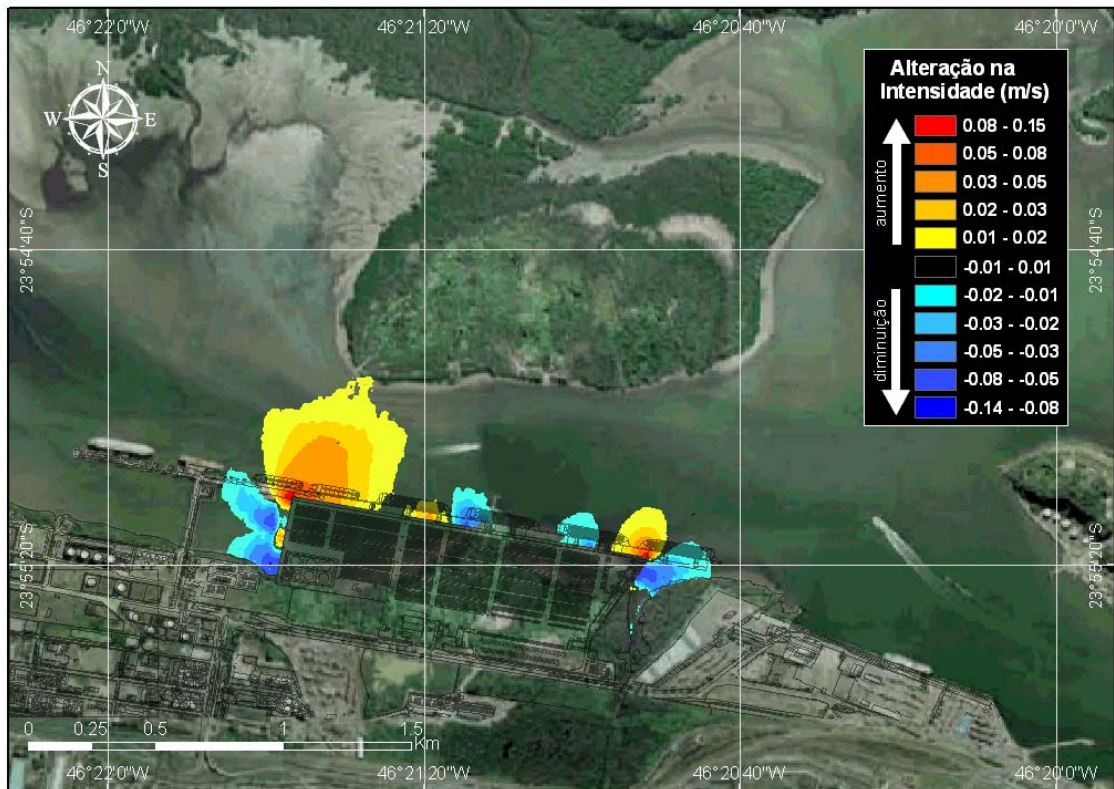 46°22'0"W 46°21'20"W 46°20'40"W 46°20'0"W
N
W E
S
Alteração na
Intensidade (m/s)
aumento
0.08 - 0.15
0.05 - 0.08
0.03 - 0.05
0.02 - 0.03
0.01 - 0.02
-0.01 - 0.01
diminuição
-0.02 - -0.01
-0.03 - -0.02
-0.05 - -0.03
-0.08 - -0.05
-0.14 - -0.08
23°54'40"S 23°54'40"S
23°55'20"S 23°55'20"S
0 0.25 0.5 1 1.5
Km
46°22'0"W 46°21'20"W 46°20'40"W 46°20'0"W